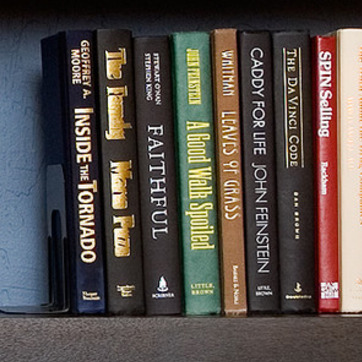 GEOFFREY A.
MOORE
INSIDE THE TORNADO
The Family
Mario Puzo
STEWART O'NAN
STEPHEN KING
FAITHFUL
SCRIBNER
JOHN FEINSTEIN
A Good Walk Spoiled
LITTLE,
BROWN
WHITMAN
LEAVES OF GRASS
CADDY FOR LIFE
JOHN FEINSTEIN
LITTLE,
BROWN
THE DA VINCI CODE
DAN BROWN
SPIN Selling
Rackham